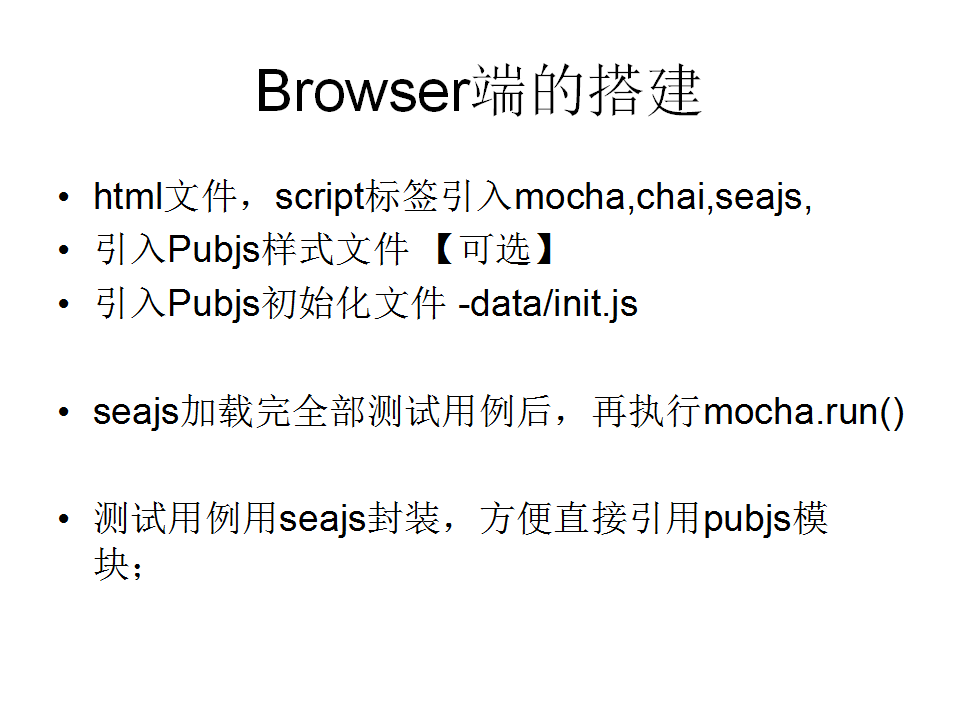 Browser端的搭建
• html文件，script标签引入mocha,chai,seajs,
• 引入Pubjs样式文件 【可选】
• 引入Pubjs初始化文件 -data/init.js
• seajs加载完全部测试用例后，再执行mocha.run()
• 测试用例用seajs封装，方便直接引用pubjs模
块；